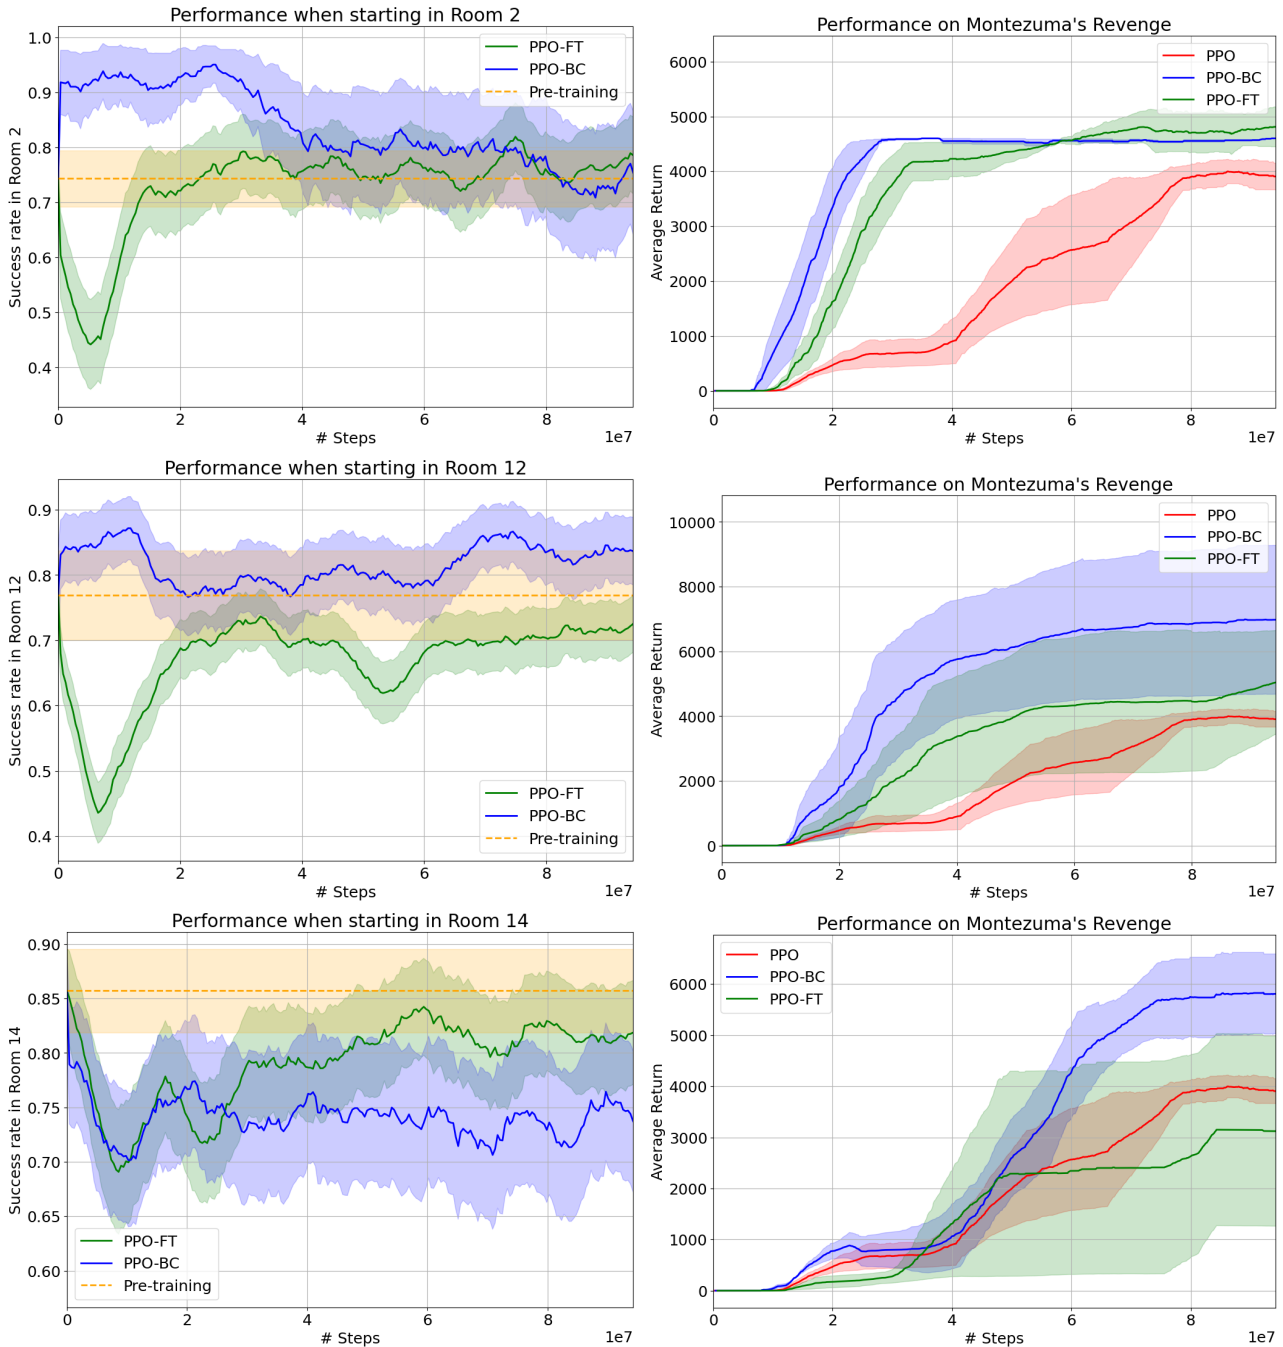 Performance when starting in Room 2
Success rate in Room 2
1.0
0.9
0.8
0.7
0.6
0.5
0.4
PPO-FT
PPO-BC
Pre-training
0 2 4 6 8
1e7
# Steps
Performance on Montezuma's Revenge
Average Return
6000
5000
4000
3000
2000
1000
0
PPO
PPO-BC
PPO-FT
0 2 4 6 8
1e7
# Steps
Performance when starting in Room 12
Success rate in Room 12
0.9
0.8
0.7
0.6
0.5
0.4
PPO-FT
PPO-BC
Pre-training
0 2 4 6 8
1e7
# Steps
Performance on Montezuma's Revenge
Average Return
10000
8000
6000
4000
2000
0
PPO
PPO-BC
PPO-FT
0 2 4 6 8
1e7
# Steps
Performance when starting in Room 14
Success rate in Room 14
0.90
0.85
0.80
0.75
0.70
0.65
0.60
PPO-FT
PPO-BC
Pre-training
0 2 4 6 8
1e7
# Steps
Performance on Montezuma's Revenge
Average Return
6000
5000
4000
3000
2000
1000
0
PPO
PPO-BC
PPO-FT
0 2 4 6 8
1e7
# Steps